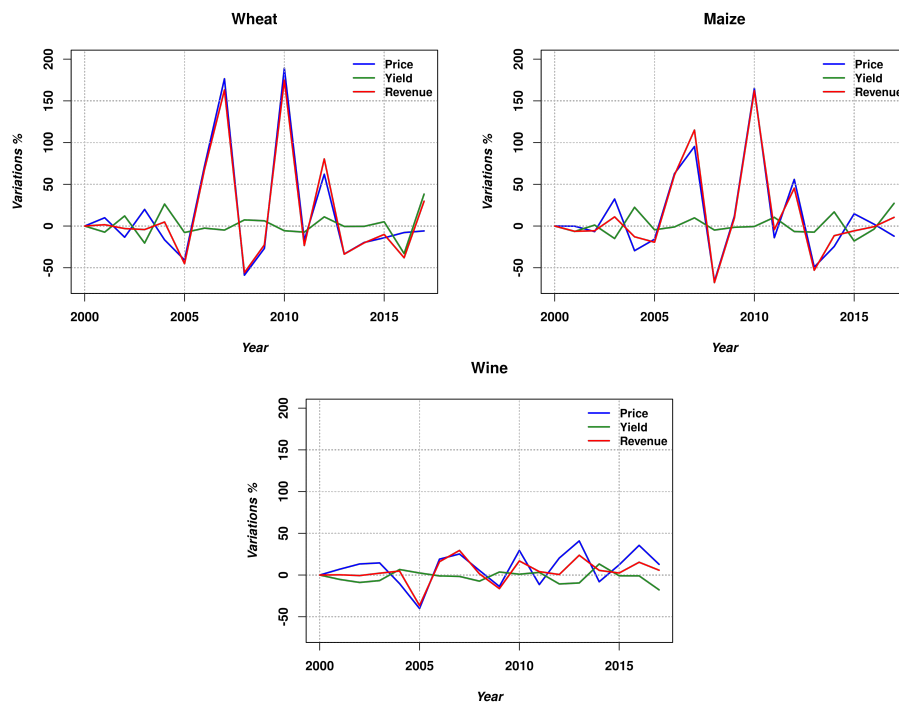 Wheat
Variations %
200
150
100
50
0
-50
Price
Yield
Revenue
2000 2005 2010 2015
Year
Maize
Variations %
200
150
100
50
0
-50
Price
Yield
Revenue
2000 2005 2010 2015
Year
Wine
Variations %
200
150
100
50
0
-50
Price
Yield
Revenue
2000 2005 2010 2015
Year